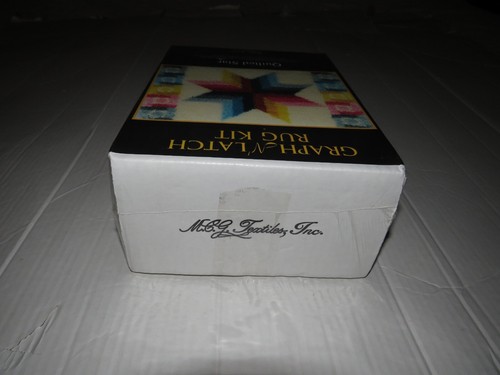 Quilted Star
GRAPH 'N' LATCH
RUG KIT
M.C.G. Textiles, Inc.